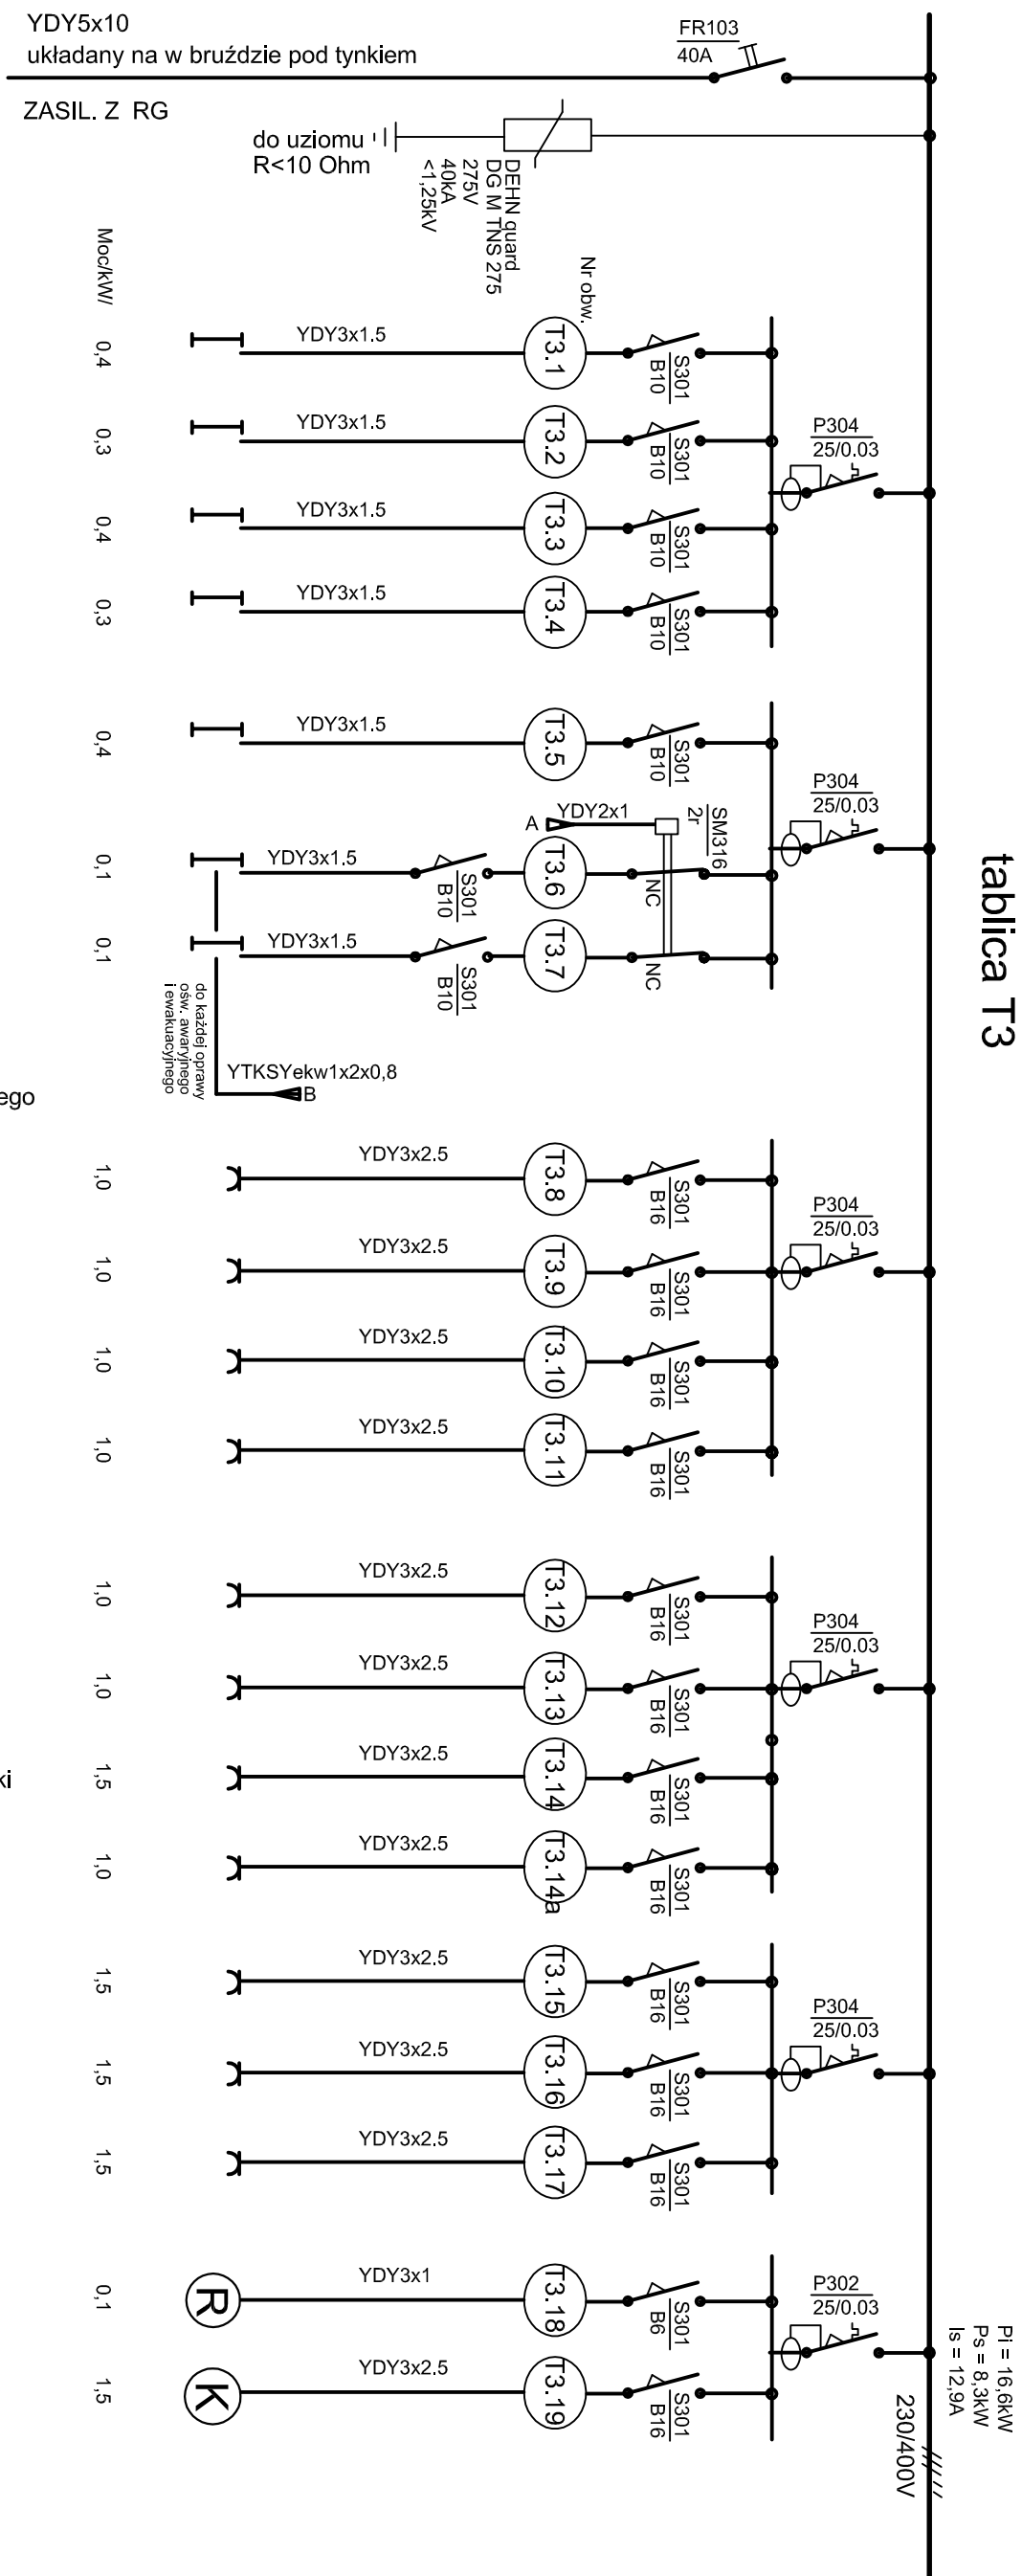 YDY5x10
układany na w bruździe pod tynkiem
ZASIL. Z RG
FR103
40A
do uziomu
R<10 Ohm
DEHN quard
DG M TNS 275
275V
40kA
<1,25kV
tablica T3
Moc/kW/
Nr obw.
0,4
YDY3x1.5
T3.1
S301
B10
0,3
YDY3x1.5
T3.2
S301
B10
P304
25/0.03
0,4
YDY3x1.5
T3.3
S301
B10
0,3
YDY3x1.5
T3.4
S301
B10
0,4
YDY3x1.5
T3.5
S301
B10
P304
25/0.03
A
YDY2x1
SM316
2r
0,1
YDY3x1.5
S301
B10
T3.6
NC
0,1
YDY3x1.5
S301
B10
T3.7
NC
do każdej oprawy
ośw. awaryjnego
i ewakuacyjnego
YTKSYekw1x2x0,8
B
ego
1,0
YDY3x2.5
T3.8
S301
B16
P304
25/0.03
1,0
YDY3x2.5
T3.9
S301
B16
1,0
YDY3x2.5
T3.10
S301
B16
1,0
YDY3x2.5
T3.11
S301
B16
1,0
YDY3x2.5
T3.12
S301
B16
P304
25/0.03
1,0
YDY3x2.5
T3.13
S301
B16
ki
1,5
YDY3x2.5
T3.14
S301
B16
1,0
YDY3x2.5
T3.14a
S301
B16
1,5
YDY3x2.5
T3.15
S301
B16
P304
25/0.03
1,5
YDY3x2.5
T3.16
S301
B16
1,5
YDY3x2.5
T3.17
S301
B16
0,1
R
YDY3x1
T3.18
S301
B6
P302
25/0.03
1,5
K
YDY3x2.5
T3.19
S301
B16
Pi = 16,6kW
Ps = 8,3kW
Is = 12,9A
230/400V